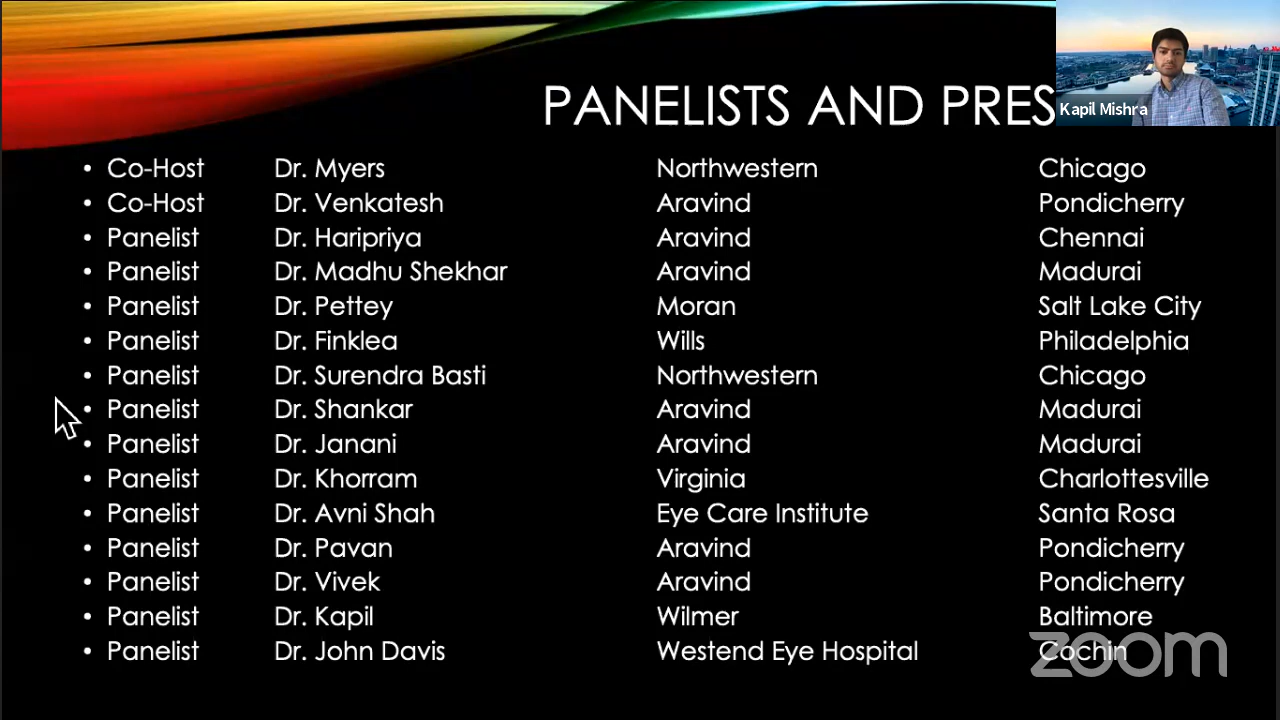 PANELISTS AND PRES
Kapil Mishra
• Co-Host Dr. Myers Northwestern Chicago
• Co-Host Dr. Venkatesh Aravind Pondicherry
• Panelist Dr. Haripriya Aravind Chennai
• Panelist Dr. Madhu Shekhar Aravind Madurai
• Panelist Dr. Pettey Moran Salt Lake City
• Panelist Dr. Finklea Wills Philadelphia
• Panelist Dr. Surendra Basti Northwestern Chicago
• Panelist Dr. Shankar Aravind Madurai
• Panelist Dr. Janani Aravind Madurai
• Panelist Dr. Khorram Virginia Charlottesville
• Panelist Dr. Avni Shah Eye Care Institute Santa Rosa
• Panelist Dr. Pavan Aravind Pondicherry
• Panelist Dr. Vivek Aravind Pondicherry
• Panelist Dr. Kapil Wilmer Baltimore
• Panelist Dr. John Davis Westend Eye Hospital Cochin
zoom